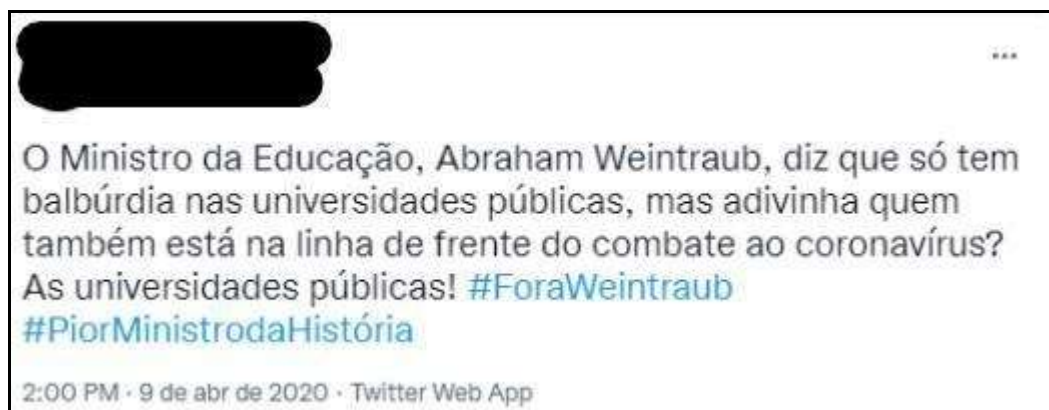 O Ministro da Educação, Abraham Weintraub, diz que só tem
balbúrdia nas universidades públicas, mas adivinha quem
também está na linha de frente do combate ao coronavírus?
As universidades públicas! #ForaWeintraub
#PiorMinistrodaHistória
2:00 PM · 9 de abr de 2020 · Twitter Web App